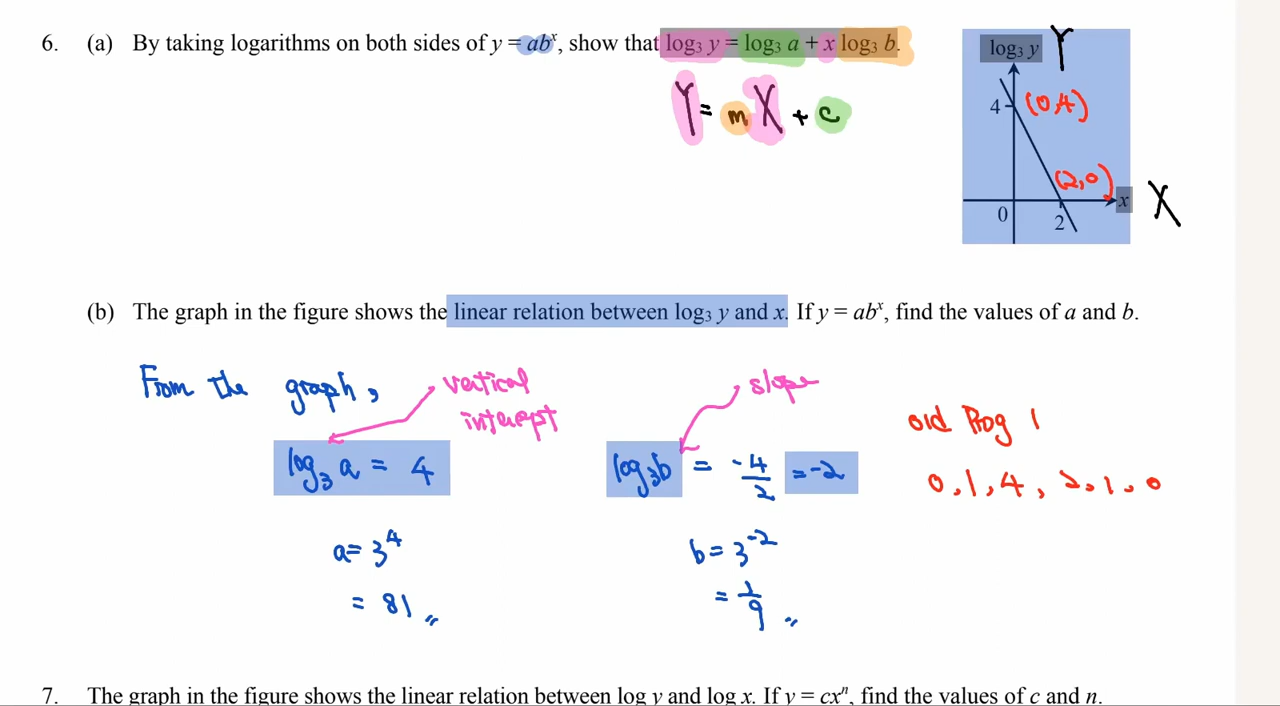 6. (a) By taking logarithms on both sides of y = abˣ, show that log₃ y = log₃ a + x log₃ b.
Y = mX + c
log₃ y Y
4 (0,4)
(2,0)
x X
0 2
(b) The graph in the figure shows the linear relation between log₃ y and x. If y = abˣ, find the values of a and b.
From the graph,
vertical intercept
slope
log₃ a = 4
log₃b = -4/2 = -2
old Prog 1
0,1,4,2,1,0
a = 3⁴
= 81 〃
b = 3⁻²
= 1/9 〃
7. The graph in the figure shows the linear relation between log y and log x. If y = cxⁿ, find the values of c and n.